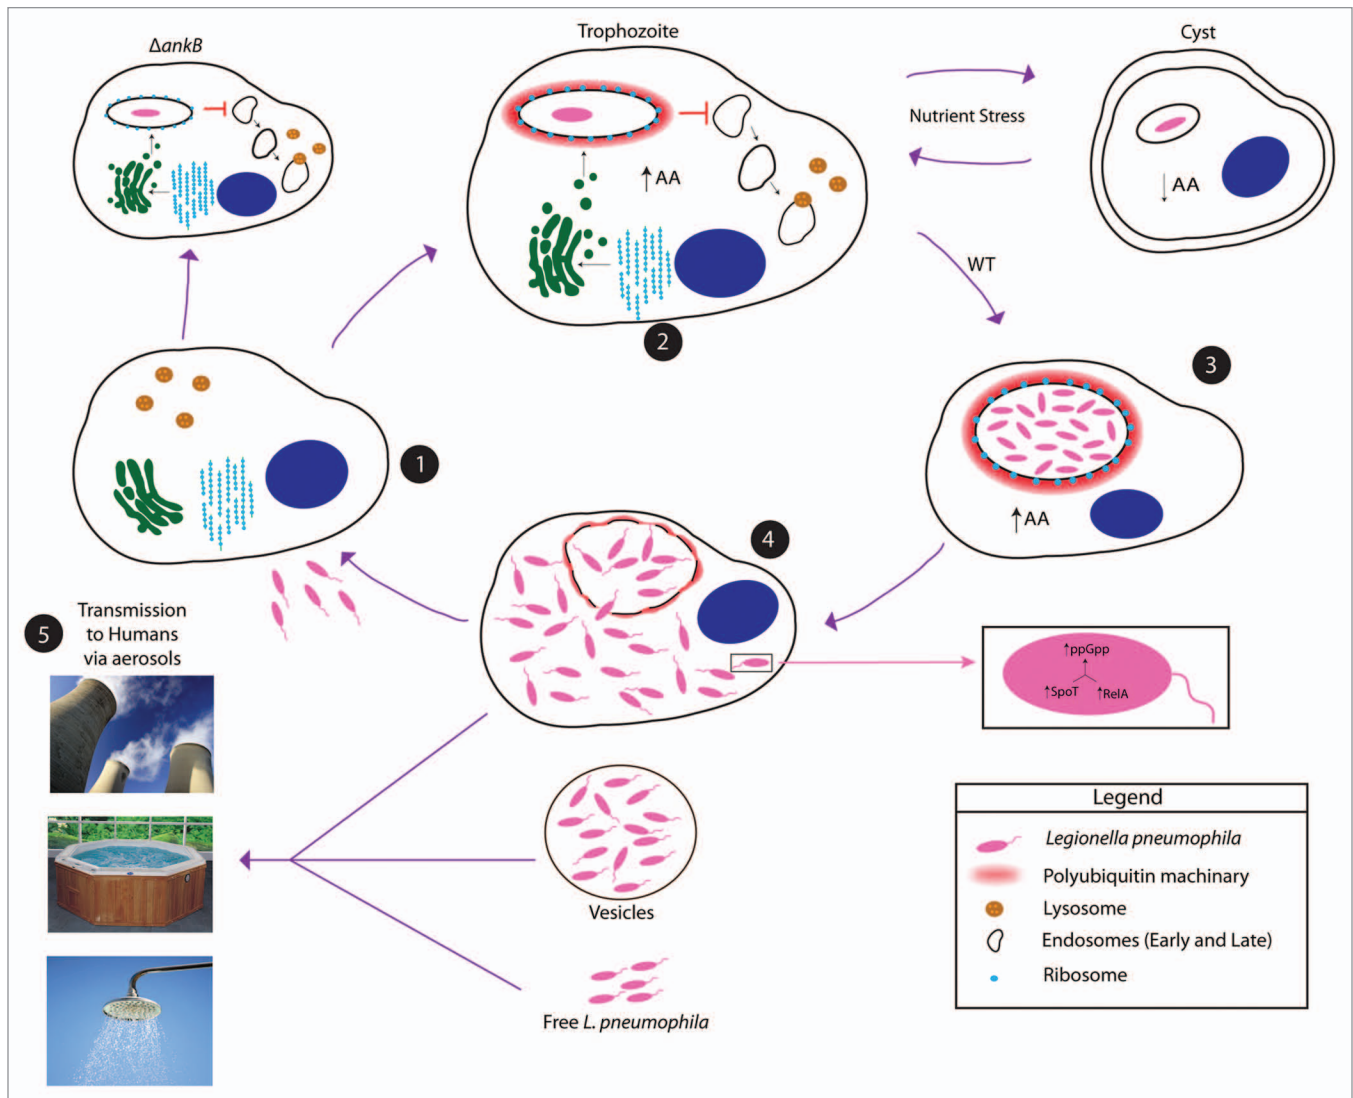 ΔankB
Trophozoite
Cyst
↑AA
Nutrient Stress
↓AA
WT
2
3
1
↑AA
4
5
Transmission
to Humans
via aerosols
↑ppGpp
↑SpoT ↑RelA
Legend
Legionella pneumophila
Polyubiquitin machinary
Lysosome
Endosomes (Early and Late)
Ribosome
Vesicles
Free L. pneumophila